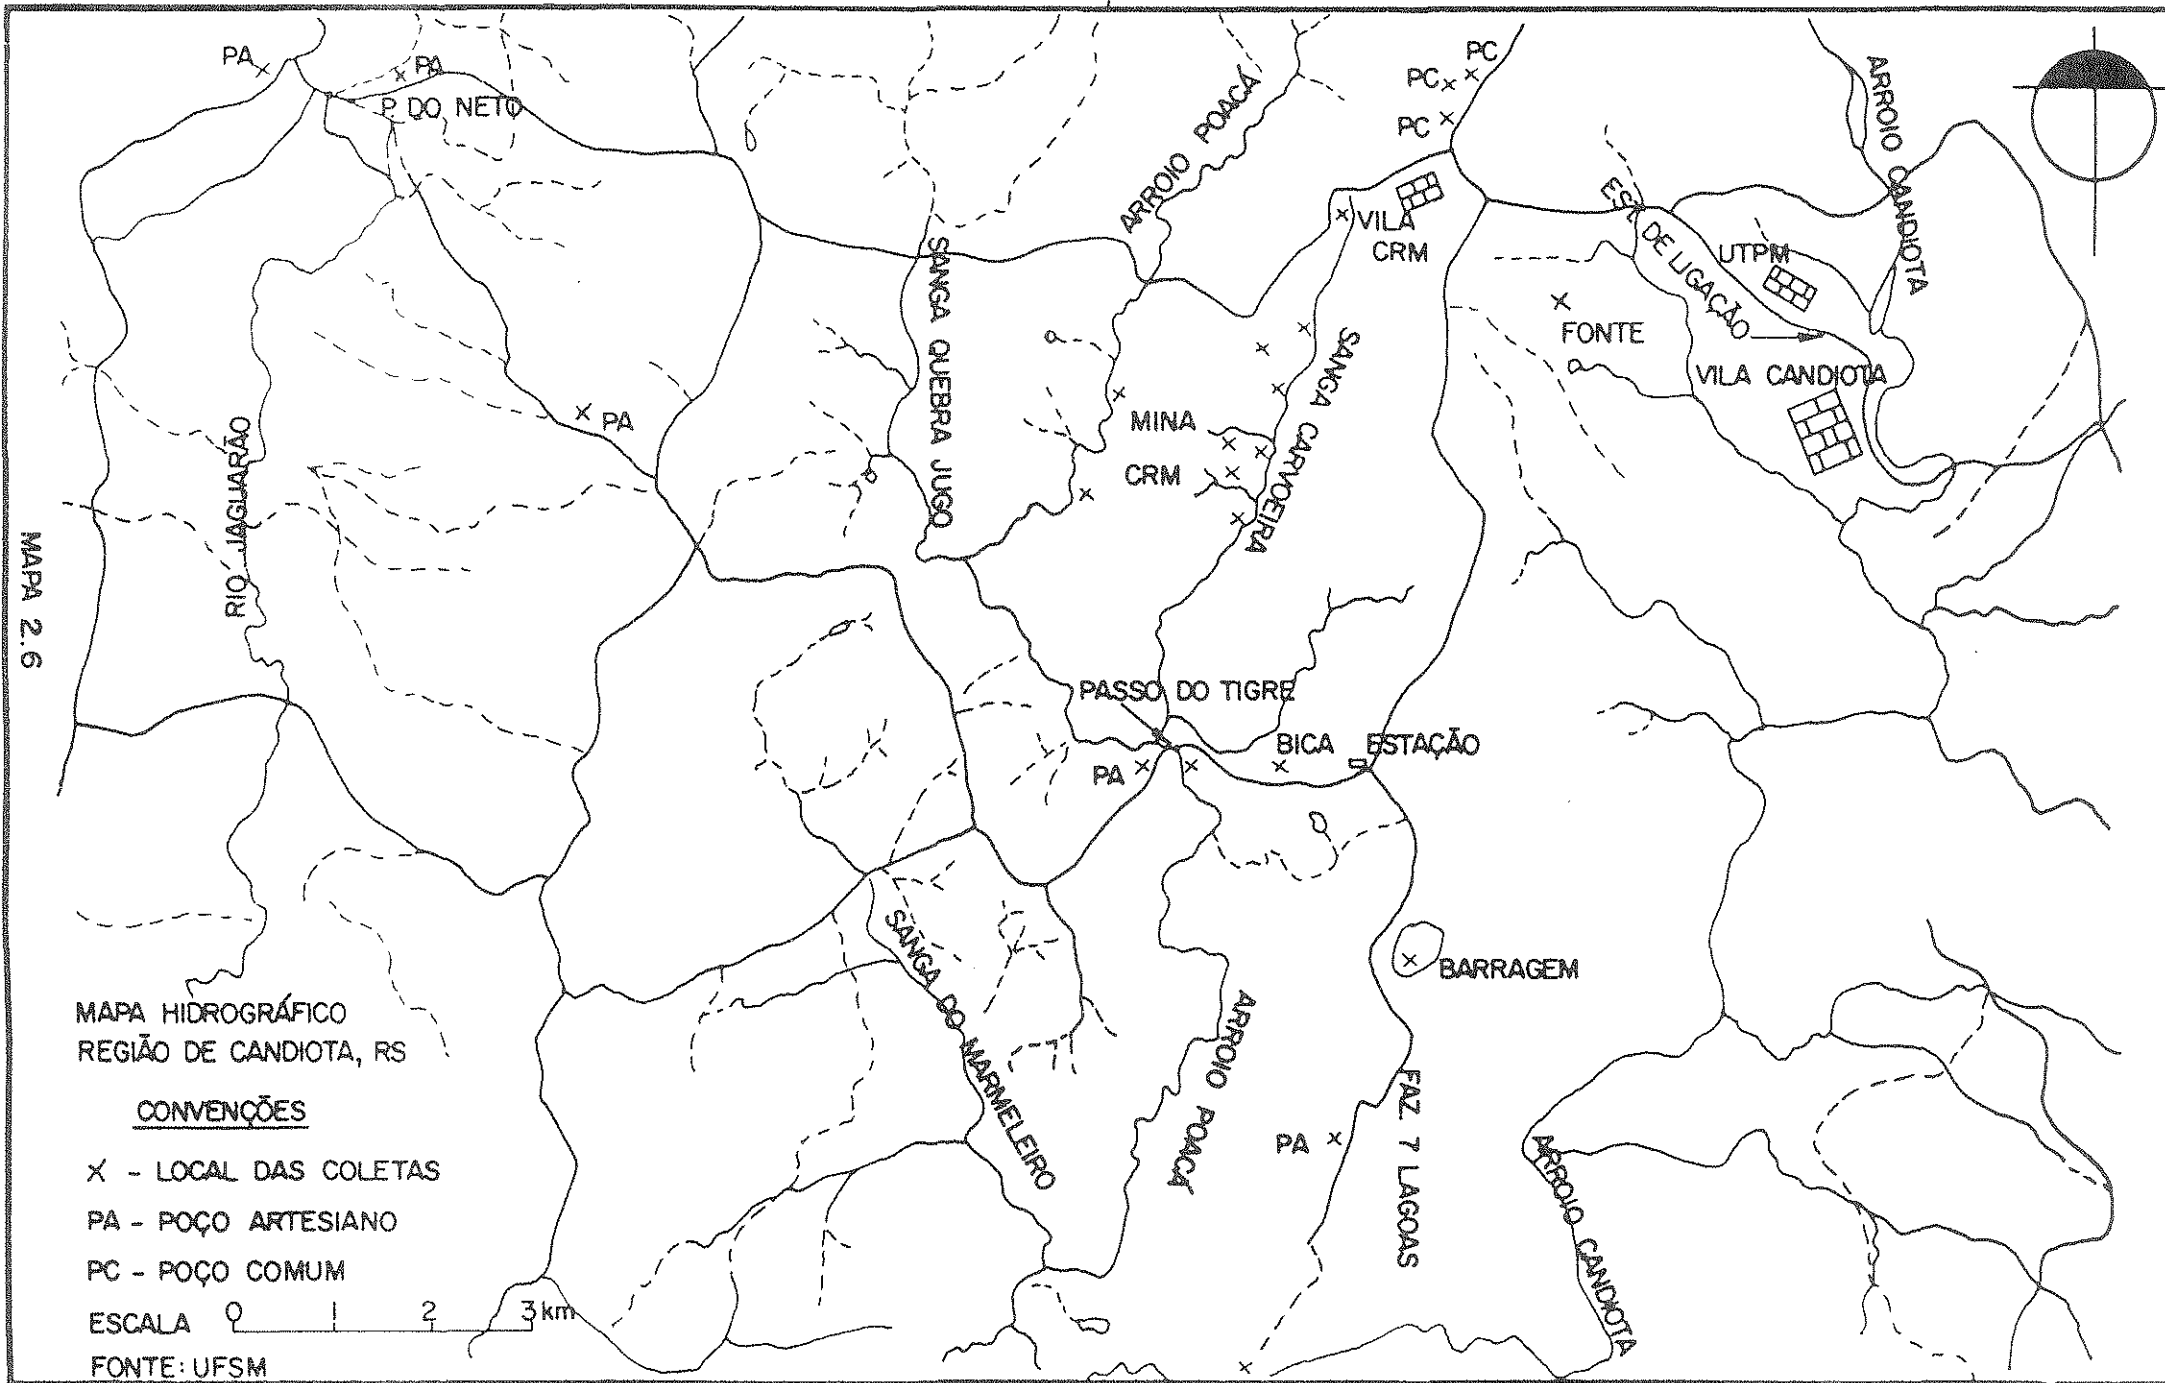 PA
PA
P. DO NETO
ARROIO POACÁ
PC
PC
PC
ARROIO CANDIOTA
VILA
CRM
ESR. DE LIGAÇÃO
UTPM
FONTE
VILA CANDIOTA
SANGA QUEBRA JUGO
SANGA CARVOEIRA
MINA
CRM
PA
RIO JAGUARÃO
MAPA 2.6
PASSO DO TIGRE
BICA
ESTAÇÃO
PA
BARRAGEM
SANGA DO MARMELEIRO
ARROIO POACÁ
PA
FAZ 7 LAGOAS
ARROIO CANDIOTA
MAPA HIDROGRÁFICO
REGIÃO DE CANDIOTA, RS
CONVENÇÕES
X - LOCAL DAS COLETAS
PA - POÇO ARTESIANO
PC - POÇO COMUM
ESCALA 0 1 2 3 km
FONTE: UFSM